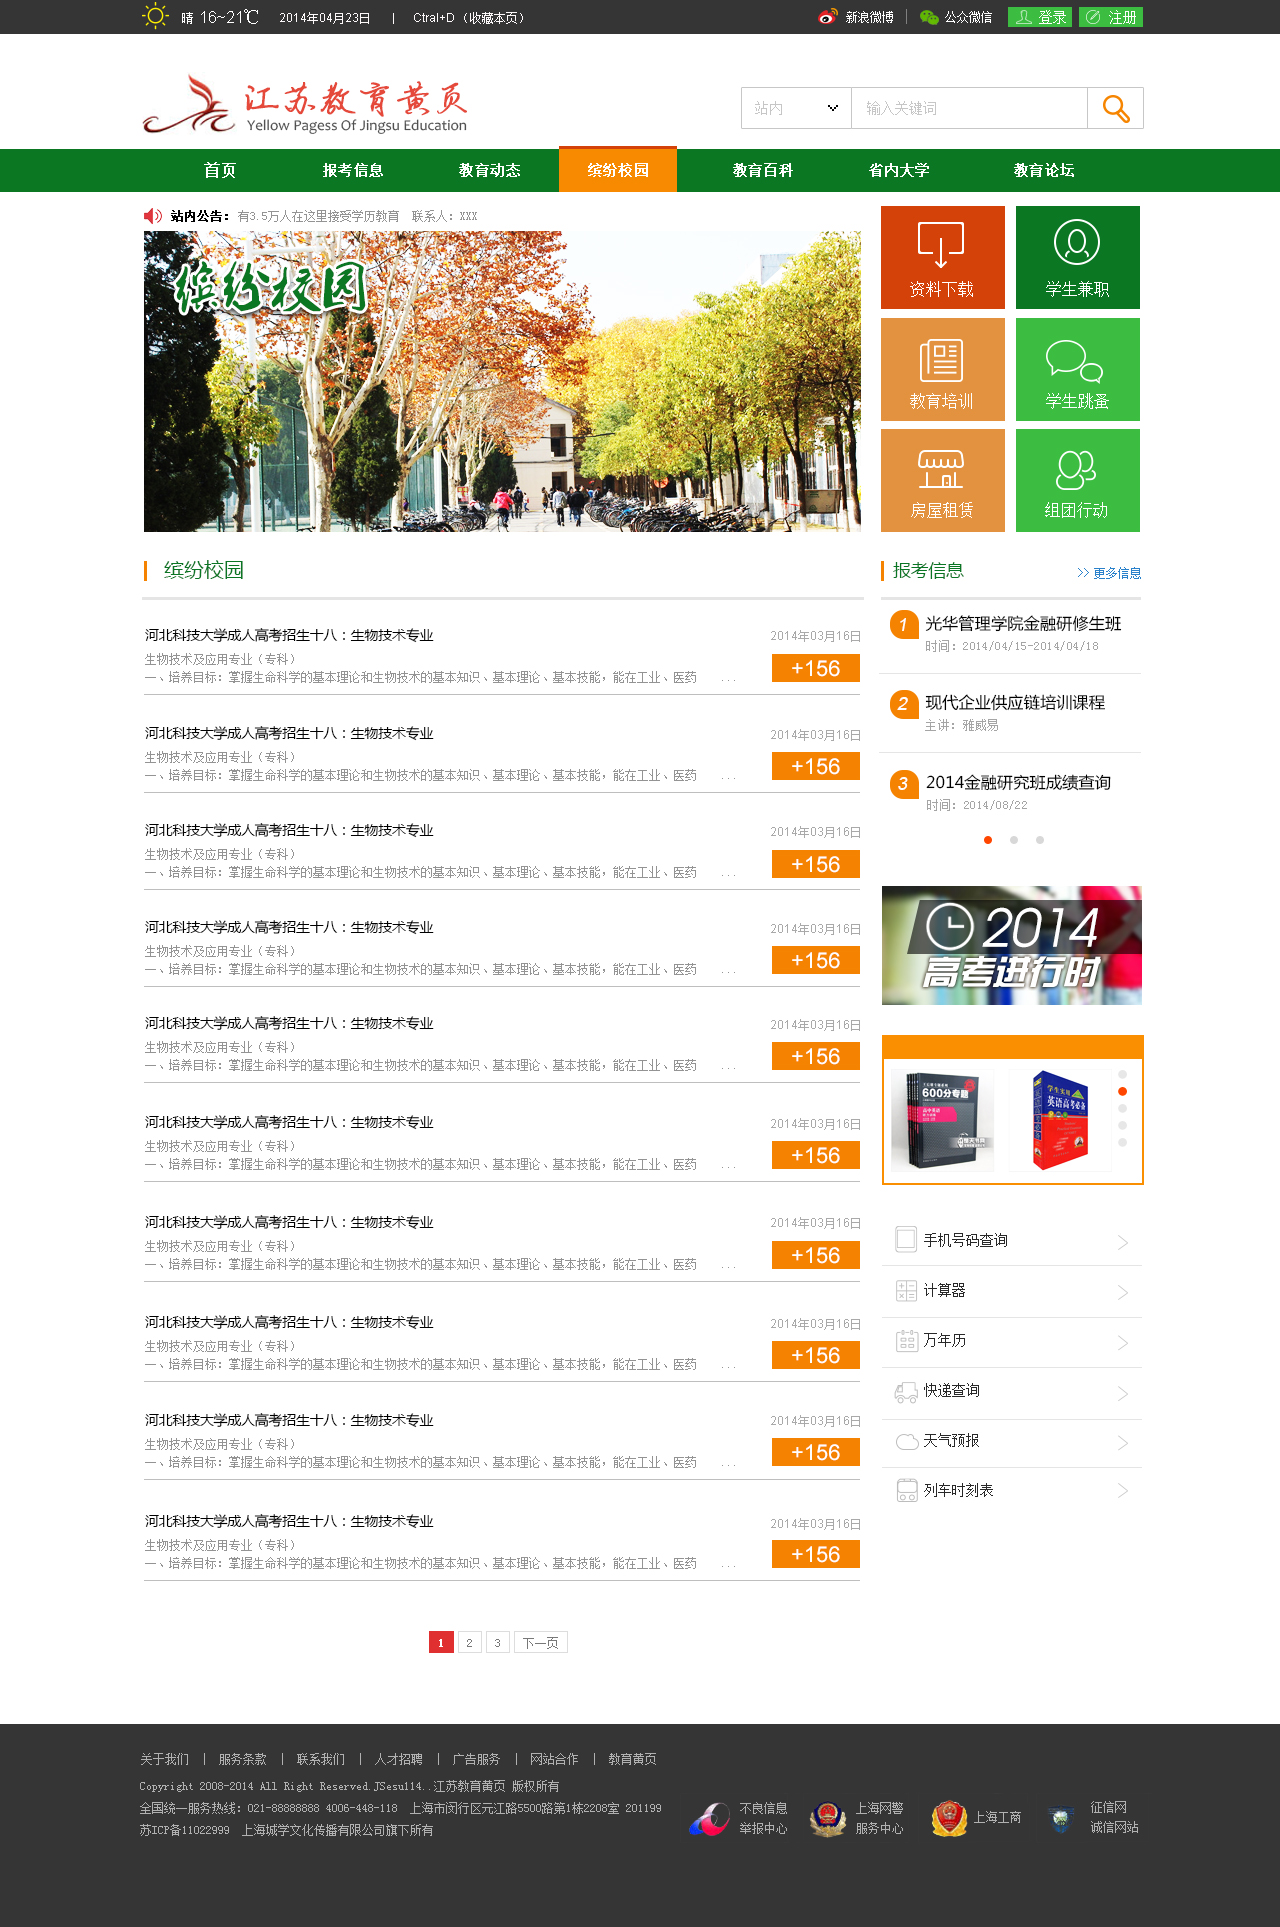 晴 16~21℃ 2014年04月23日 | Ctral+D（收藏本页）
新浪微博 公众微信 登录 注册
江苏教育黄页
Yellow Pagess Of Jingsu Education
站内 输入关键词
首页 报考信息 教育动态 缤纷校园 教育百科 省内大学 教育论坛
站内公告：有3.5万人在这里接受学历教育 联系人：XXX
缤纷校园
资料下载 学生兼职
教育培训 学生跳蚤
房屋租赁 组团行动
缤纷校园
河北科技大学成人高考招生十八：生物技术专业 2014年03月16日
生物技术及应用专业（专科）
+156
一、培养目标：掌握生命科学的基本理论和生物技术的基本知识、基本理论、基本技能，能在工业、医药 ...
河北科技大学成人高考招生十八：生物技术专业 2014年03月16日
生物技术及应用专业（专科）
+156
一、培养目标：掌握生命科学的基本理论和生物技术的基本知识、基本理论、基本技能，能在工业、医药 ...
河北科技大学成人高考招生十八：生物技术专业 2014年03月16日
生物技术及应用专业（专科）
+156
一、培养目标：掌握生命科学的基本理论和生物技术的基本知识、基本理论、基本技能，能在工业、医药 ...
河北科技大学成人高考招生十八：生物技术专业 2014年03月16日
生物技术及应用专业（专科）
+156
一、培养目标：掌握生命科学的基本理论和生物技术的基本知识、基本理论、基本技能，能在工业、医药 ...
河北科技大学成人高考招生十八：生物技术专业 2014年03月16日
生物技术及应用专业（专科）
+156
一、培养目标：掌握生命科学的基本理论和生物技术的基本知识、基本理论、基本技能，能在工业、医药 ...
河北科技大学成人高考招生十八：生物技术专业 2014年03月16日
生物技术及应用专业（专科）
+156
一、培养目标：掌握生命科学的基本理论和生物技术的基本知识、基本理论、基本技能，能在工业、医药 ...
河北科技大学成人高考招生十八：生物技术专业 2014年03月16日
生物技术及应用专业（专科）
+156
一、培养目标：掌握生命科学的基本理论和生物技术的基本知识、基本理论、基本技能，能在工业、医药 ...
河北科技大学成人高考招生十八：生物技术专业 2014年03月16日
生物技术及应用专业（专科）
+156
一、培养目标：掌握生命科学的基本理论和生物技术的基本知识、基本理论、基本技能，能在工业、医药 ...
河北科技大学成人高考招生十八：生物技术专业 2014年03月16日
生物技术及应用专业（专科）
+156
一、培养目标：掌握生命科学的基本理论和生物技术的基本知识、基本理论、基本技能，能在工业、医药 ...
河北科技大学成人高考招生十八：生物技术专业 2014年03月16日
生物技术及应用专业（专科）
+156
一、培养目标：掌握生命科学的基本理论和生物技术的基本知识、基本理论、基本技能，能在工业、医药 ...
1 2 3 下一页
报考信息 >> 更多信息
1 光华管理学院金融研修生班
时间：2014/04/15-2014/04/18
2 现代企业供应链培训课程
主讲：雅威易
3 2014金融研究班成绩查询
时间：2014/08/22
2014
高考进行时
600分专题
学生实用
英语高考必备
手机号码查询
计算器
万年历
快递查询
天气预报
列车时刻表
关于我们 | 服务条款 | 联系我们 | 人才招聘 | 广告服务 | 网站合作 | 教育黄页
Copyright 2008-2014 All Right Reserved.JSesul14..江苏教育黄页 版权所有
全国统一服务热线：021-88888888 4006-448-118 上海市闵行区元江路5500路第1栋2208室 201199
苏ICP备11022999 上海城学文化传播有限公司旗下所有
不良信息
举报中心
上海网警
服务中心
上海工商
征信网
诚信网站